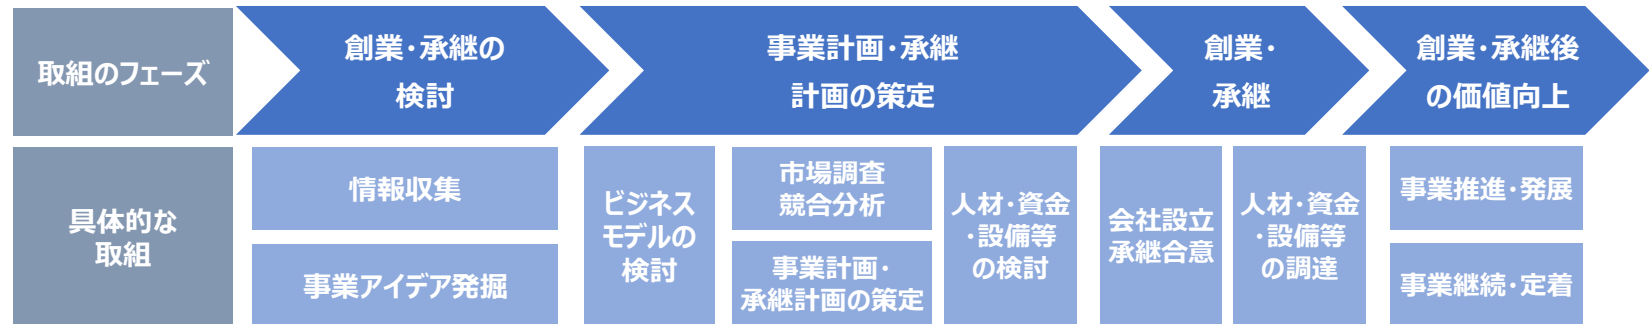 取組のフェーズ
創業・承継の
検討
事業計画・承継
計画の策定
創業・
承継
創業・承継後
の価値向上
具体的な
取組
情報収集
事業アイデア発掘
ビジネス
モデルの
検討
市場調査
競合分析
事業計画・
承継計画の策定
人材・資金
・設備等
の検討
会社設立
承継合意
人材・資金
・設備等
の調達
事業推進・発展
事業継続・定着